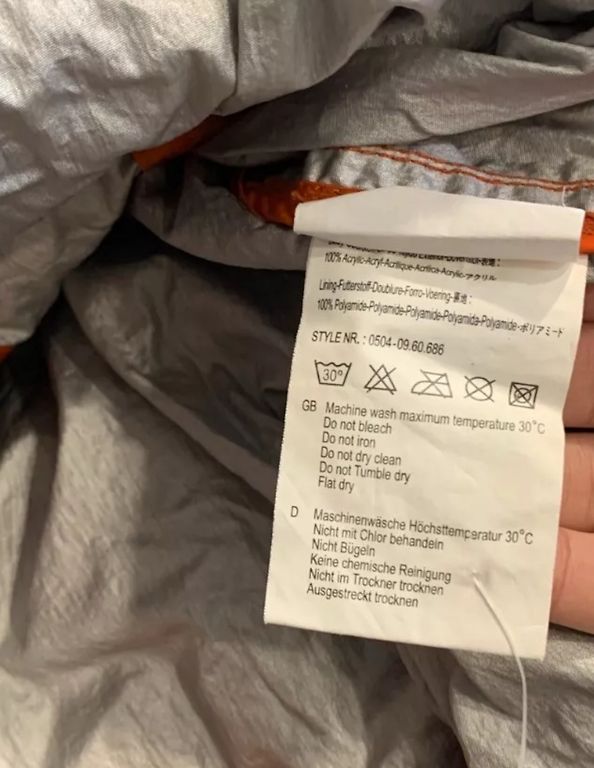 100% Acrylic-Acryl-Acrilique-Acrilica-Acrylic-アクリル
Lining-Futterstoff-Doublure-Forro-Voering-裏地:
100% Polyamide-Polyamide-Polyamide-Polyamida-Polyamide-ポリアミード
STYLE NR. : 0504-09.60.686
30°
GB Machine wash maximum temperature 30°C
Do not bleach
Do not iron
Do not dry clean
Do not Tumble dry
Flat dry
D Maschinenwäsche Höchsttemperatur 30°C
Nicht mit Chlor behandeln
Nicht Bügeln
Keine chemische Reinigung
Nicht im Trockner trocknen
Ausgestreckt trocknen